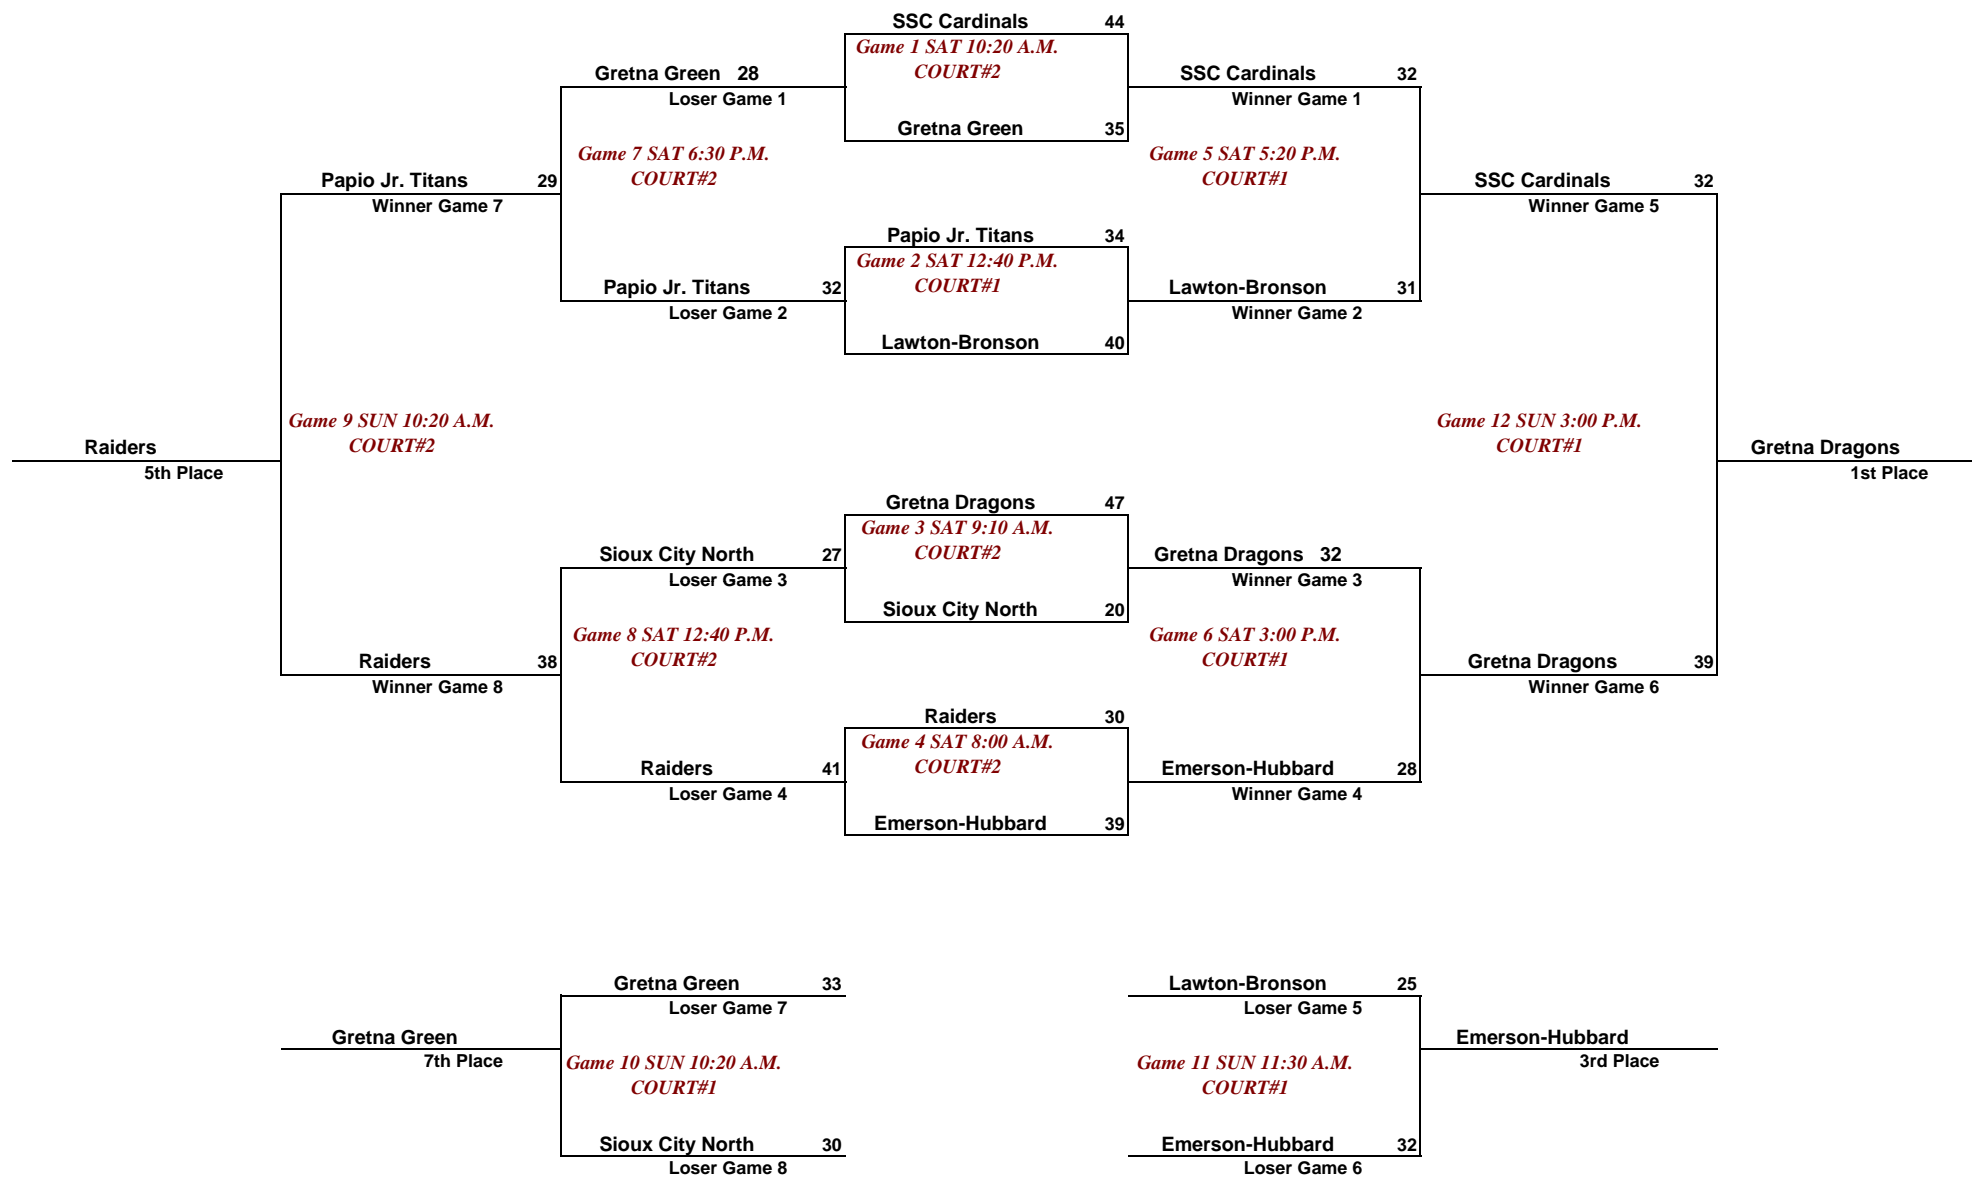 SSC Cardinals 44
Game 1 SAT 10:20 A.M.
COURT#2
Gretna Green 28
SSC Cardinals 32
Loser Game 1
Winner Game 1
Gretna Green 35
Game 7 SAT 6:30 P.M.
COURT#2
Game 5 SAT 5:20 P.M.
COURT#1
Papio Jr. Titans 29
Winner Game 7
SSC Cardinals 32
Winner Game 5
Papio Jr. Titans 34
Game 2 SAT 12:40 P.M.
COURT#1
Papio Jr. Titans 32
Loser Game 2
Lawton-Bronson 31
Winner Game 2
Lawton-Bronson 40
Game 9 SUN 10:20 A.M.
COURT#2
Game 12 SUN 3:00 P.M.
COURT#1
Raiders
5th Place
Gretna Dragons
1st Place
Gretna Dragons 47
Game 3 SAT 9:10 A.M.
COURT#2
Sioux City North 27
Loser Game 3
Gretna Dragons 32
Winner Game 3
Sioux City North 20
Game 8 SAT 12:40 P.M.
COURT#2
Game 6 SAT 3:00 P.M.
COURT#1
Raiders 38
Winner Game 8
Gretna Dragons 39
Winner Game 6
Raiders 30
Game 4 SAT 8:00 A.M.
COURT#2
Raiders 41
Loser Game 4
Emerson-Hubbard 28
Winner Game 4
Emerson-Hubbard 39
Gretna Green 33
Loser Game 7
Lawton-Bronson 25
Loser Game 5
Gretna Green
7th Place
Emerson-Hubbard
3rd Place
Game 10 SUN 10:20 A.M.
COURT#1
Game 11 SUN 11:30 A.M.
COURT#1
Sioux City North 30
Loser Game 8
Emerson-Hubbard 32
Loser Game 6